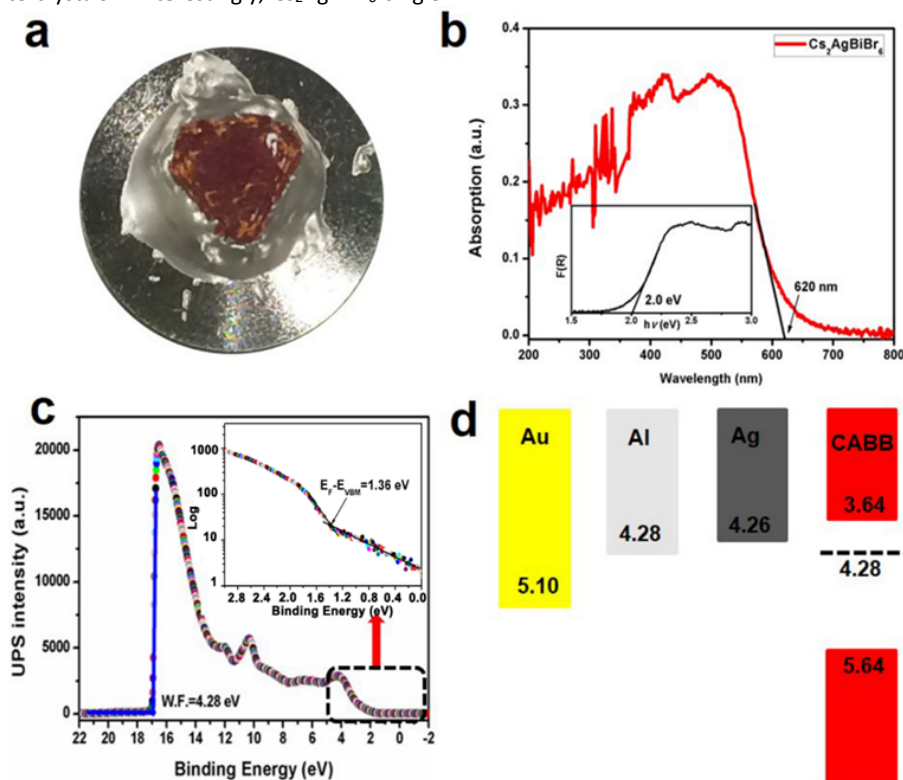 a
b
Cs₂AgBiBr₆
Absorption (a.u.)
0.4
0.3
0.2
0.1
0.0
F(R)
2.0 eV
1.5 2.0 2.5 3.0
hν (eV)
620 nm
200 300 400 500 600 700 800
Wavelength (nm)
c
UPS intensity (a.u.)
20000
15000
10000
5000
0
Log
1000
100
10
1
E_F-E_VBM=1.36 eV
2.8 2.4 2.0 1.6 1.2 0.8 0.4 0.0
Binding Energy (eV)
W.F.=4.28 eV
22 20 18 16 14 12 10 8 6 4 2 0 -2
Binding Energy (eV)
d
Au
5.10
Al
4.28
Ag
4.26
CABB
3.64
4.28
5.64